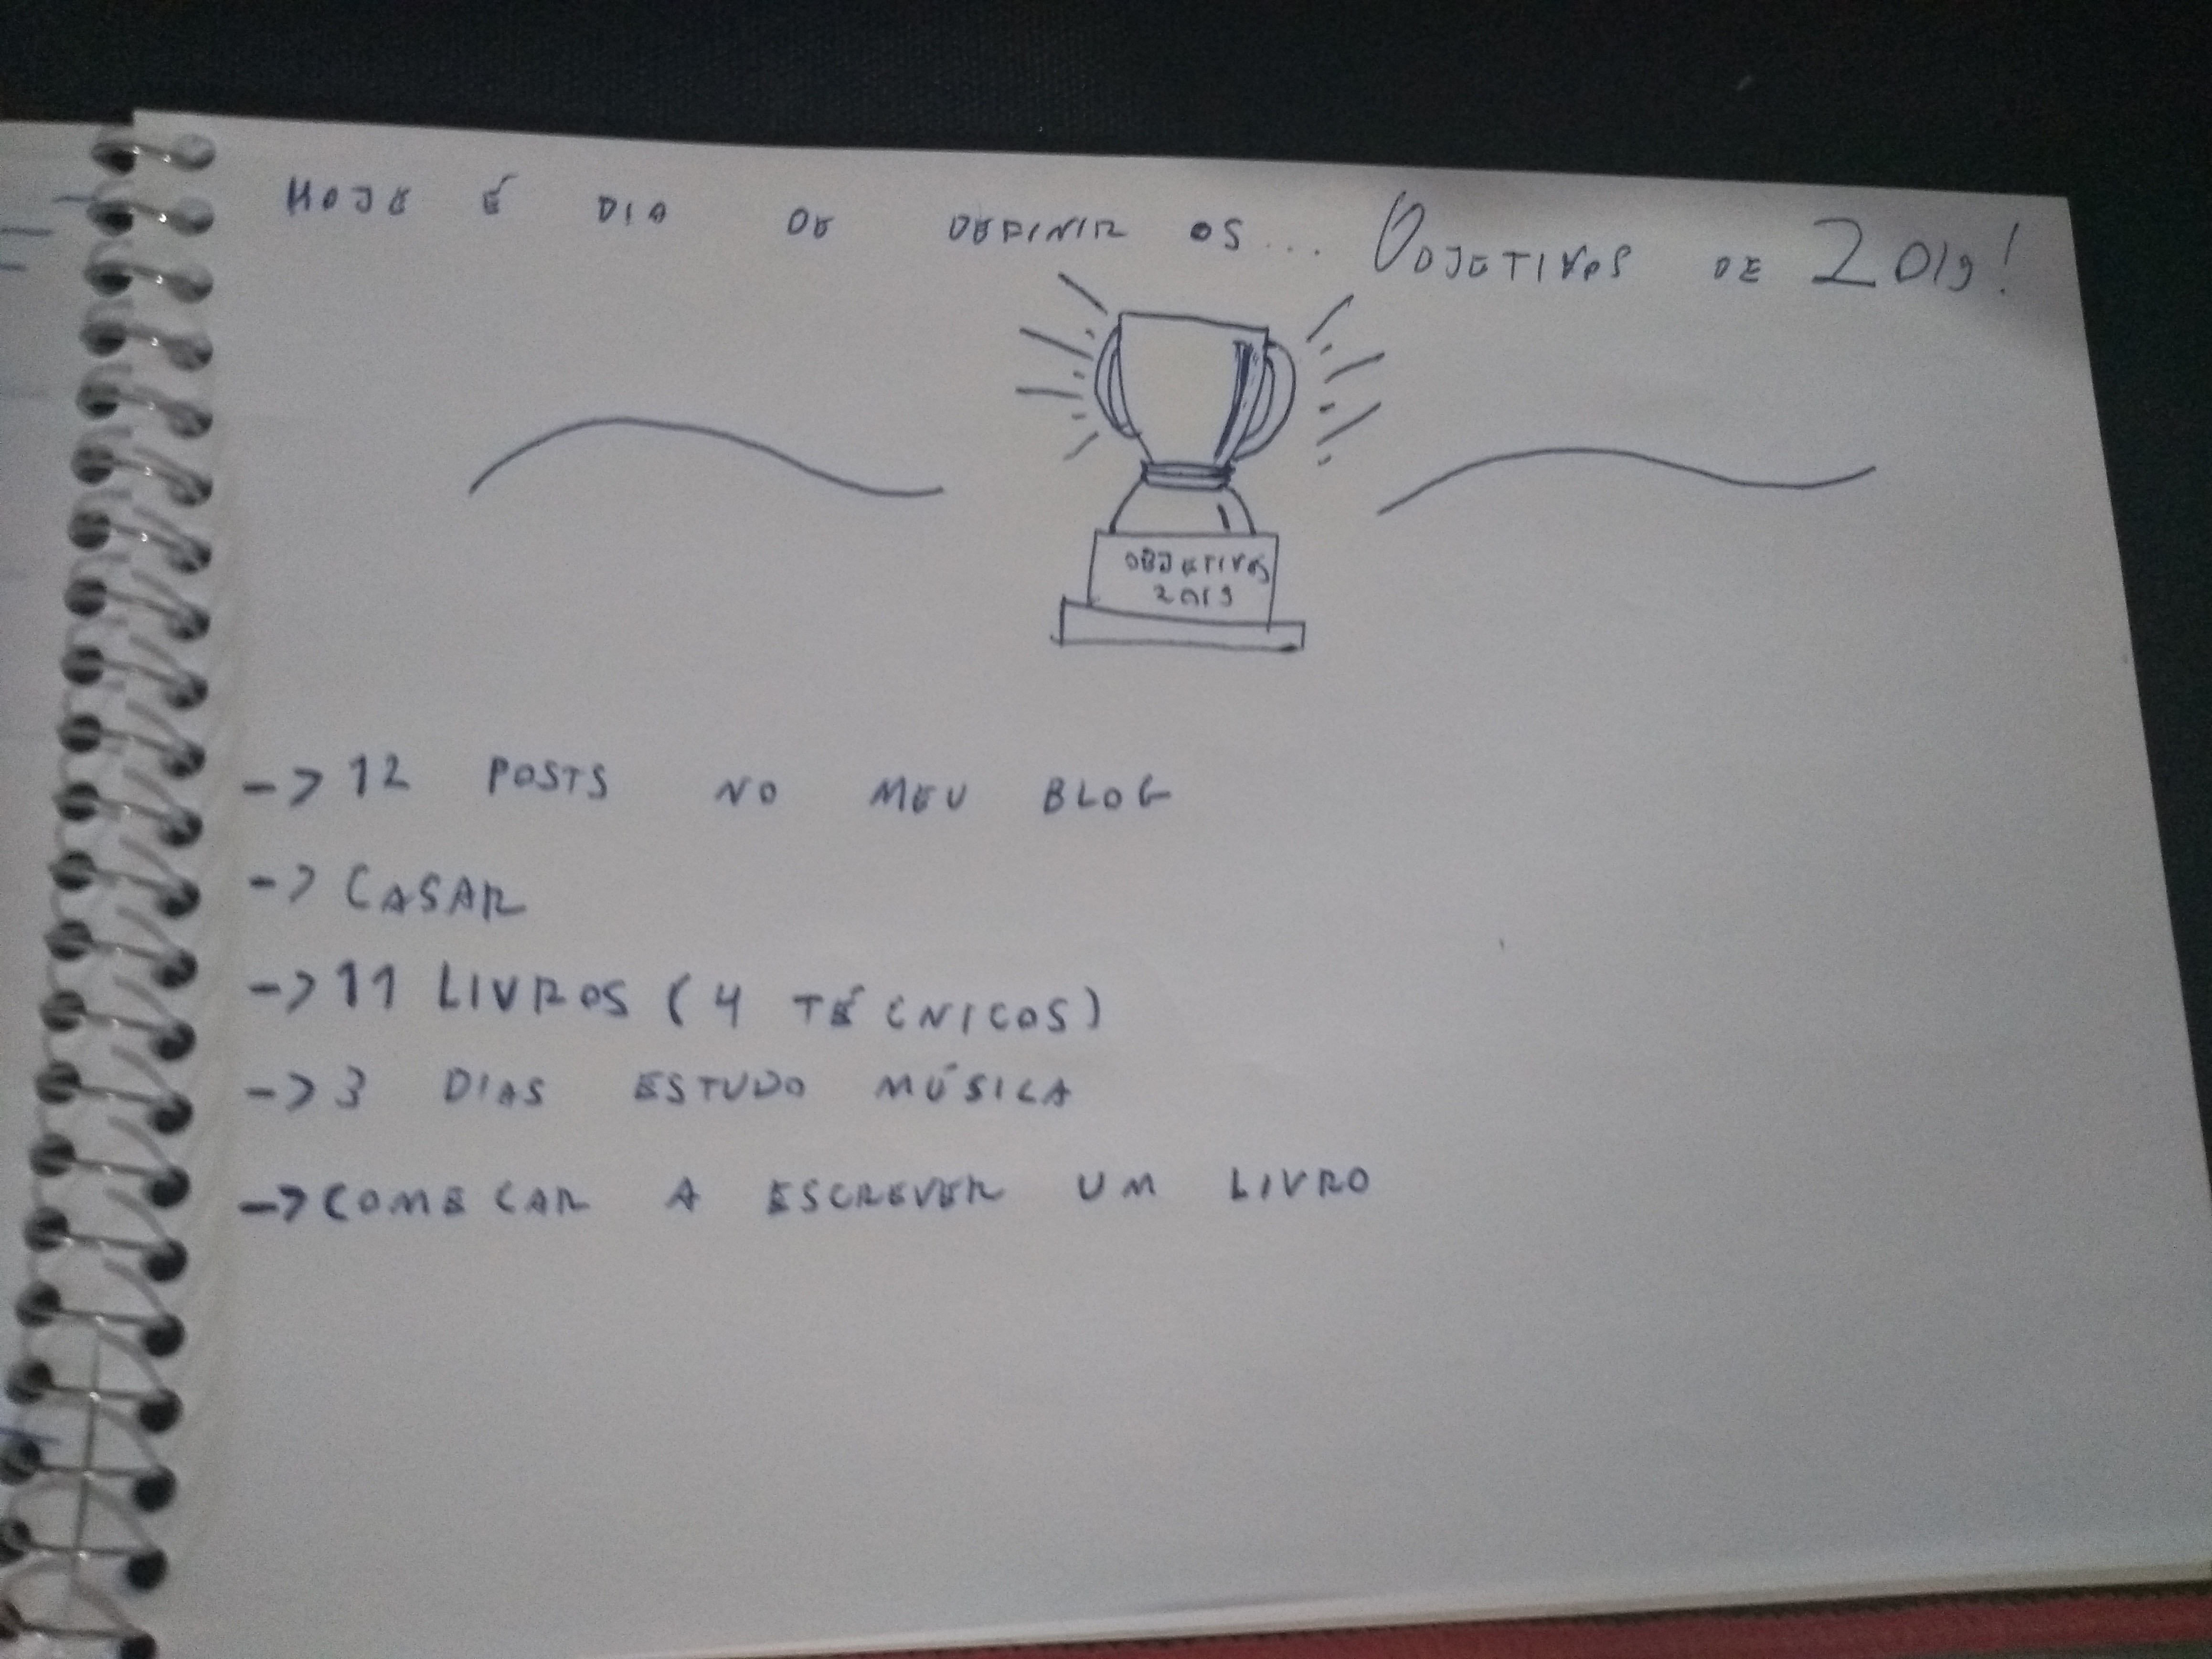 HOJE É DIA DE DEFINIR OS... OBJETIVOS DE 2019!
OBJETIVOS
2019
-> 12 POSTS NO MEU BLOG
-> CASAR
-> 11 LIVROS (4 TÉCNICOS)
-> 3 DIAS ESTUDO MÚSICA
-> COMECAR A ESCREVER UM LIVRO